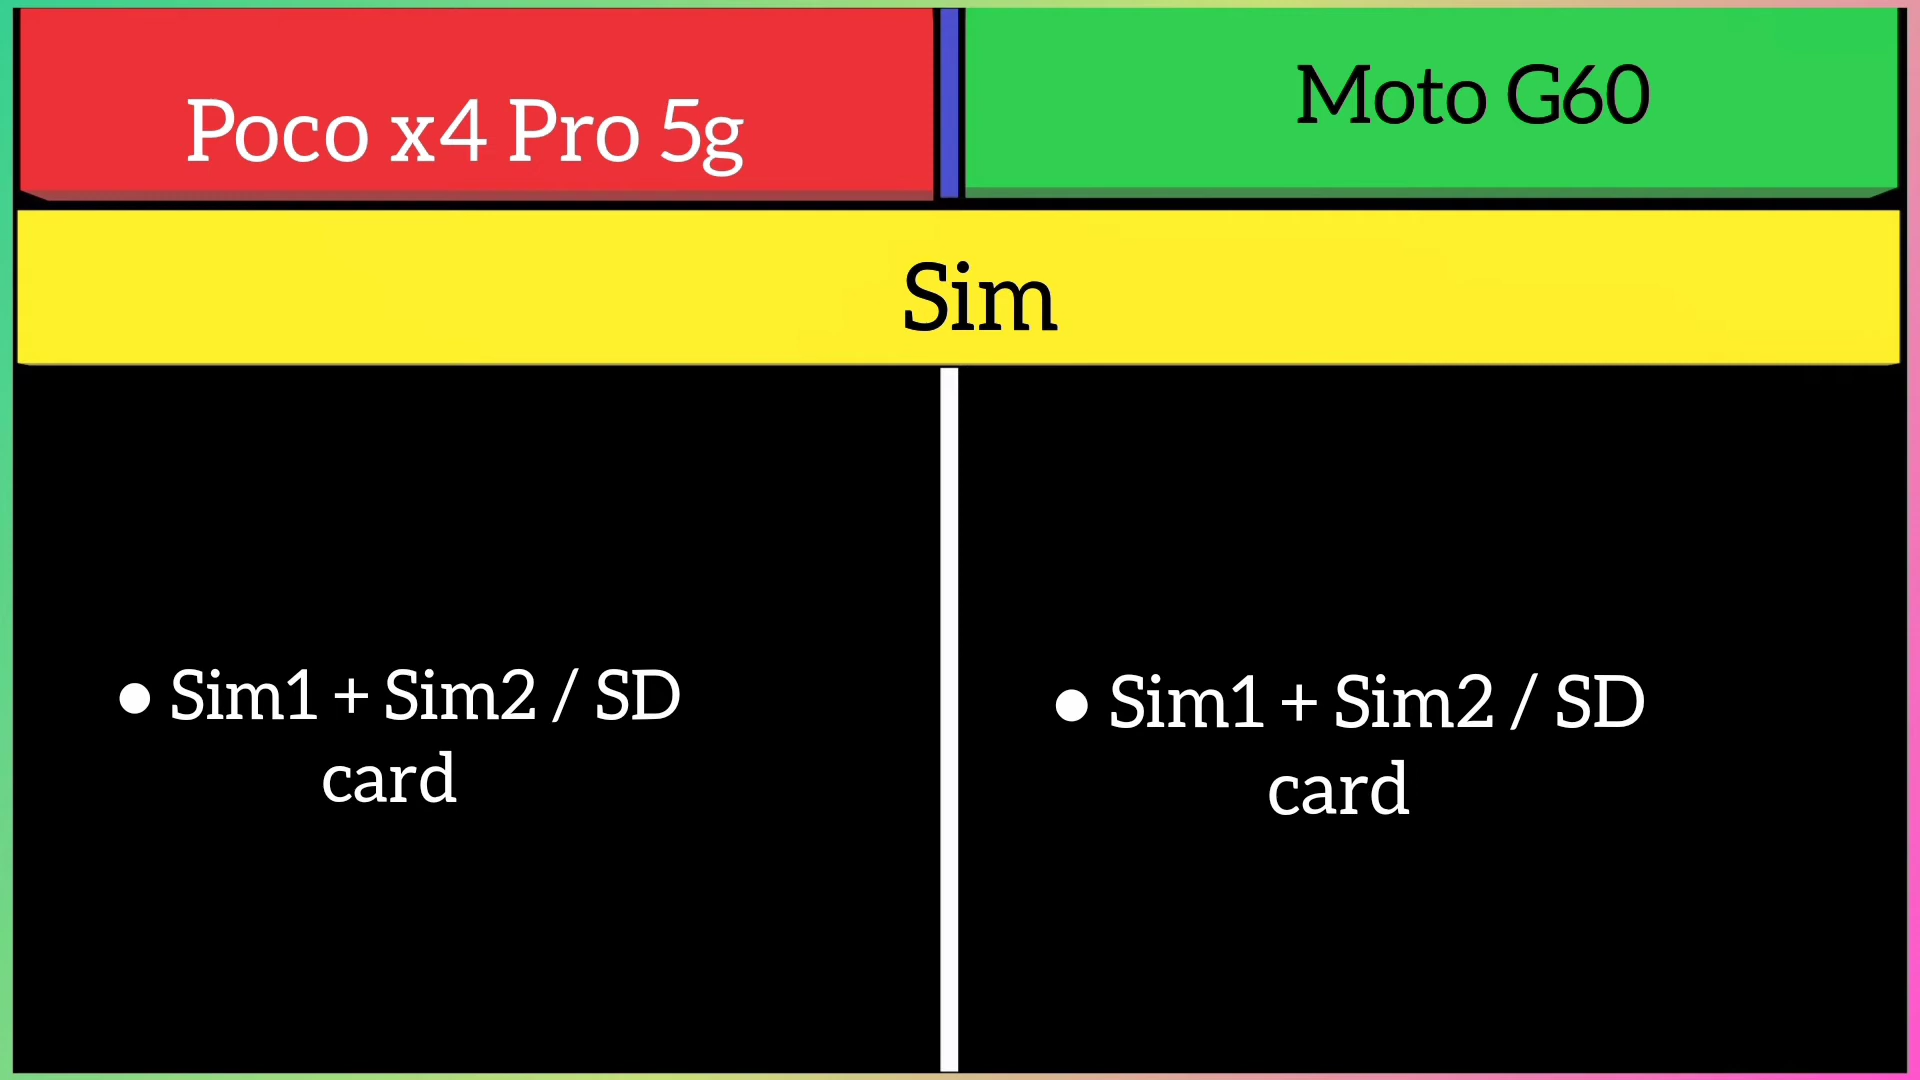 Poco x4 Pro 5g
Moto G60
Sim
● Sim1 + Sim2 / SD
card
● Sim1 + Sim2 / SD
card